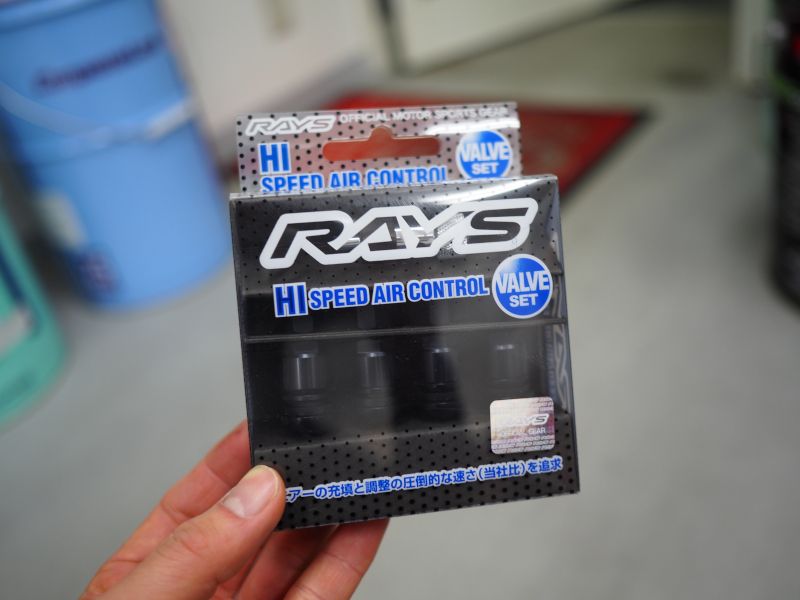 RAYS OFFICIAL MOTOR SPORTS GEAR
HI
SPEED AIR CONTROL
VALVE
SET
RAYS
HI SPEED AIR CONTROL
VALVE
SET
RAYS
GEAR
アーの充填と調整の圧倒的な速さ(当社比)を追求